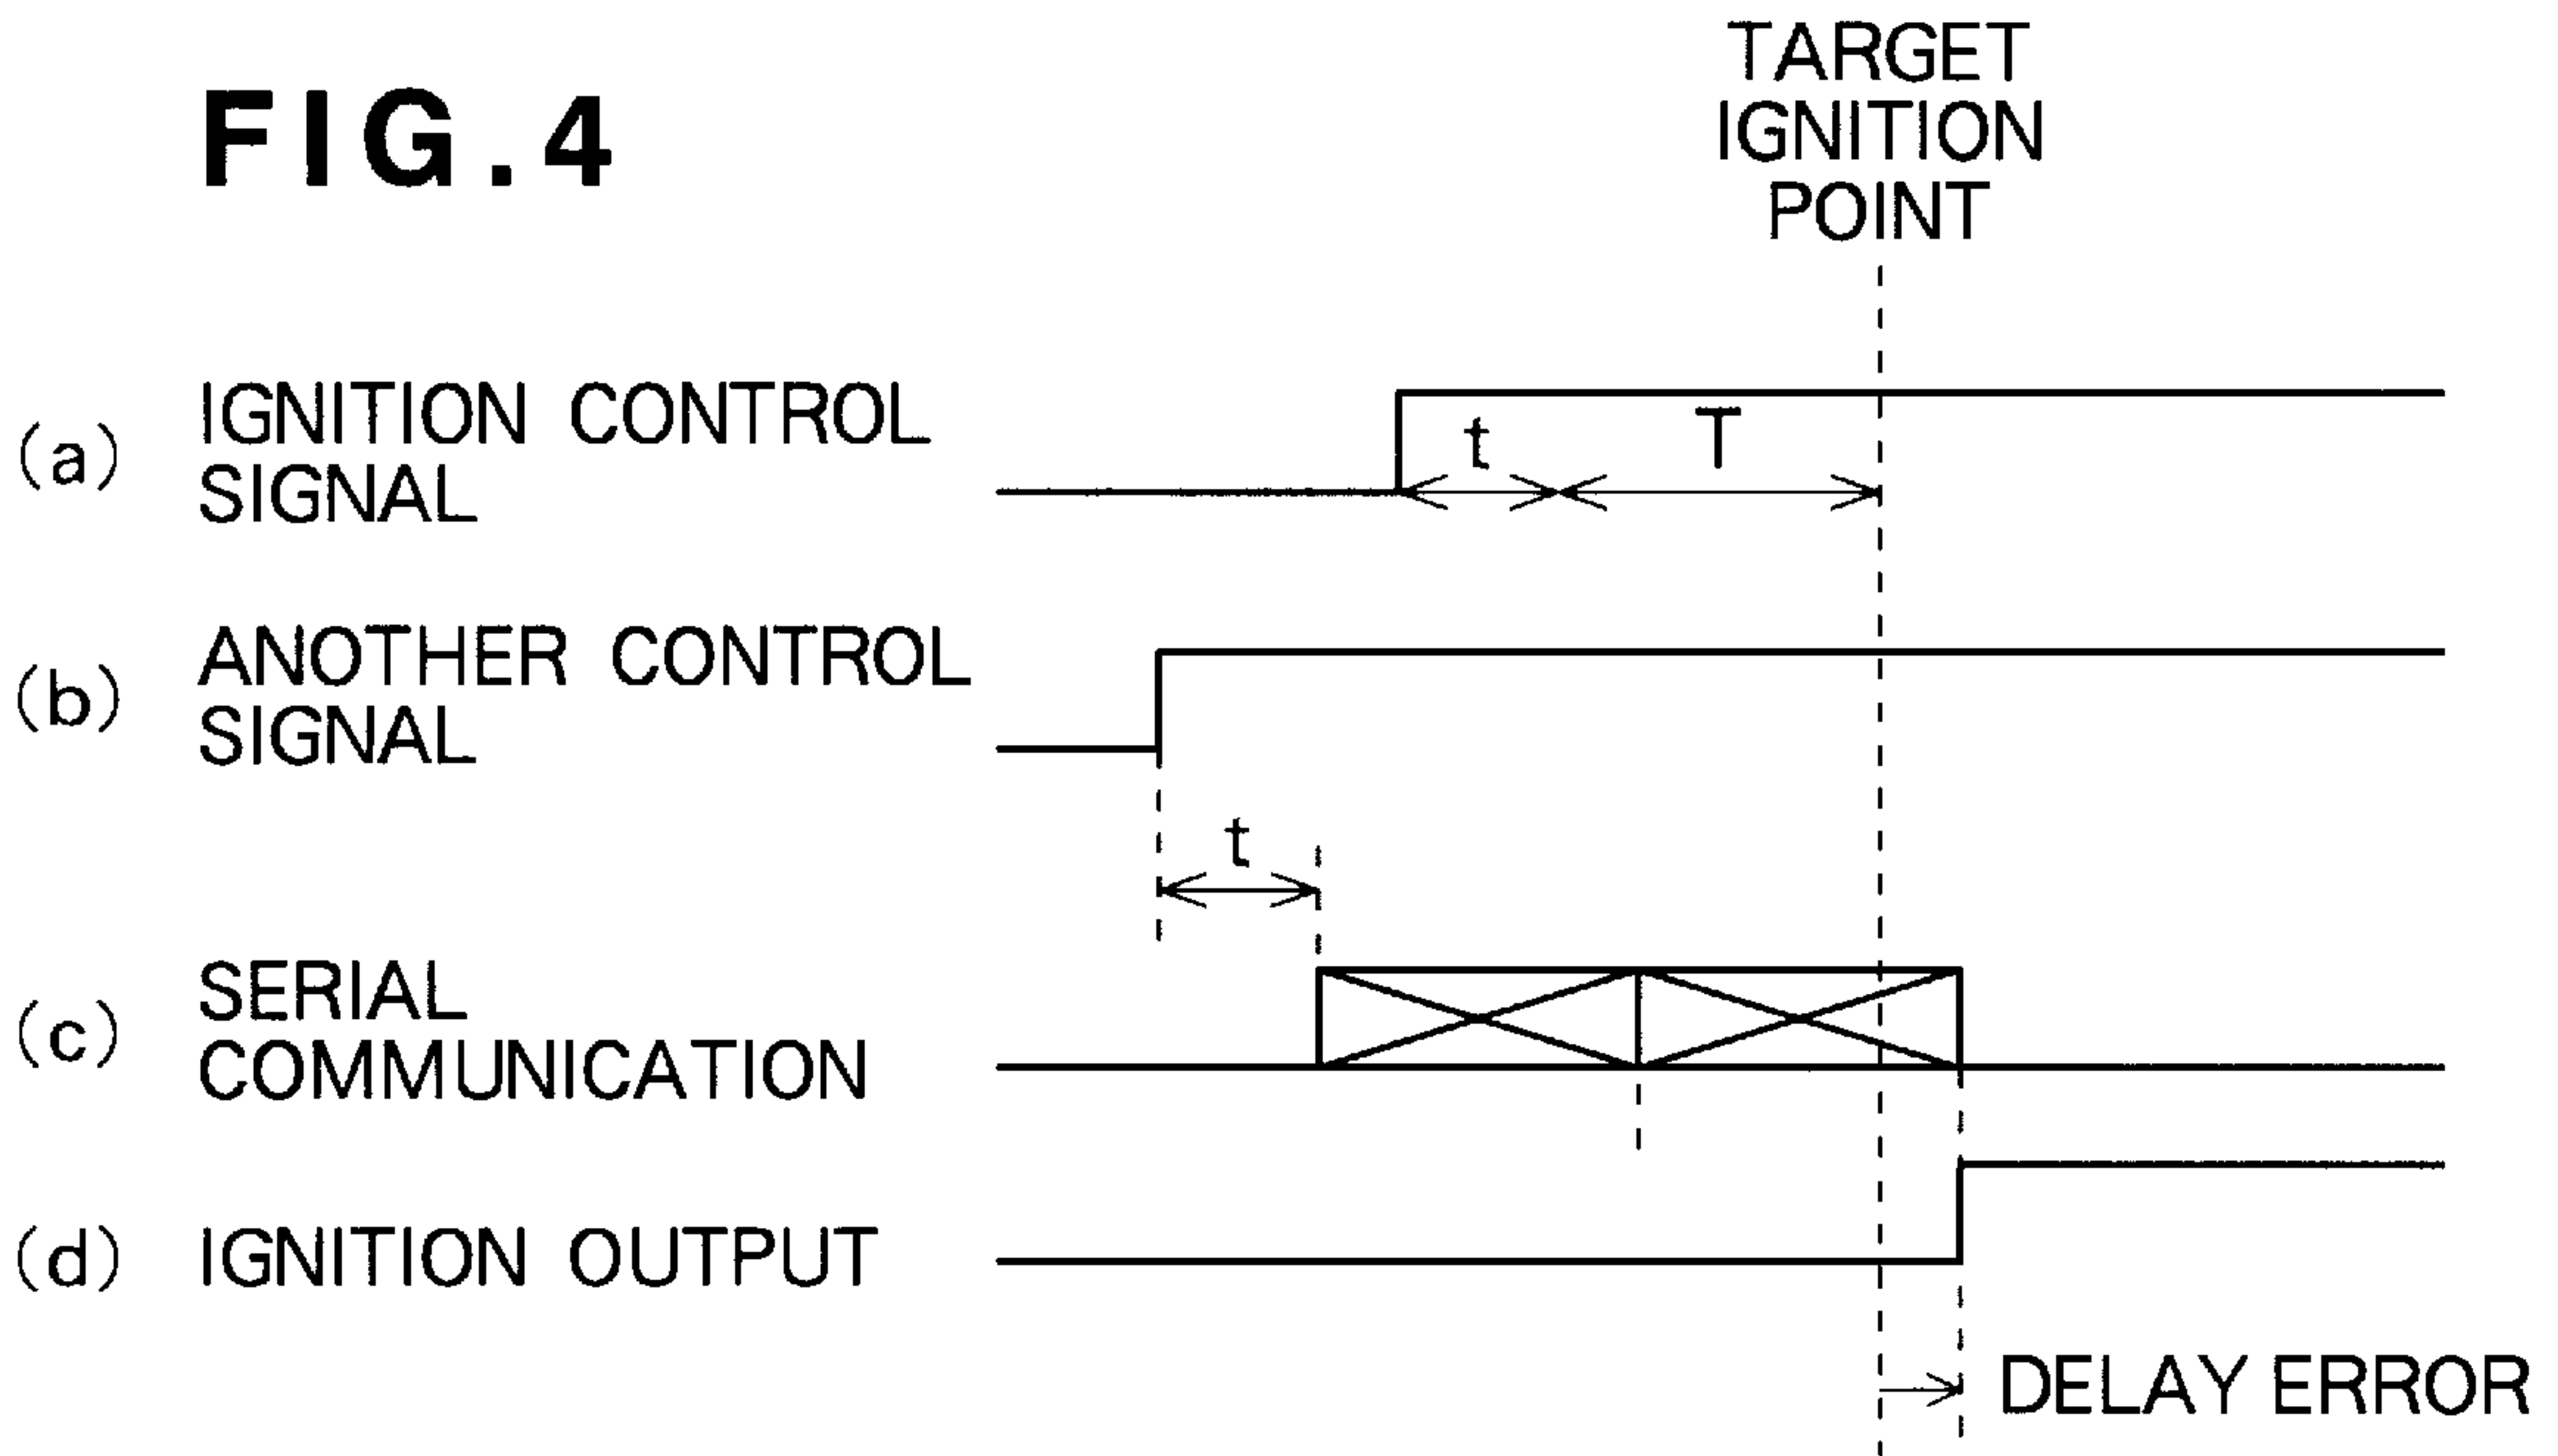 FIG.4
TARGET
IGNITION
POINT
(a) IGNITION CONTROL
SIGNAL
t
T
(b) ANOTHER CONTROL
SIGNAL
t
(c) SERIAL
COMMUNICATION
(d) IGNITION OUTPUT
DELAY ERROR